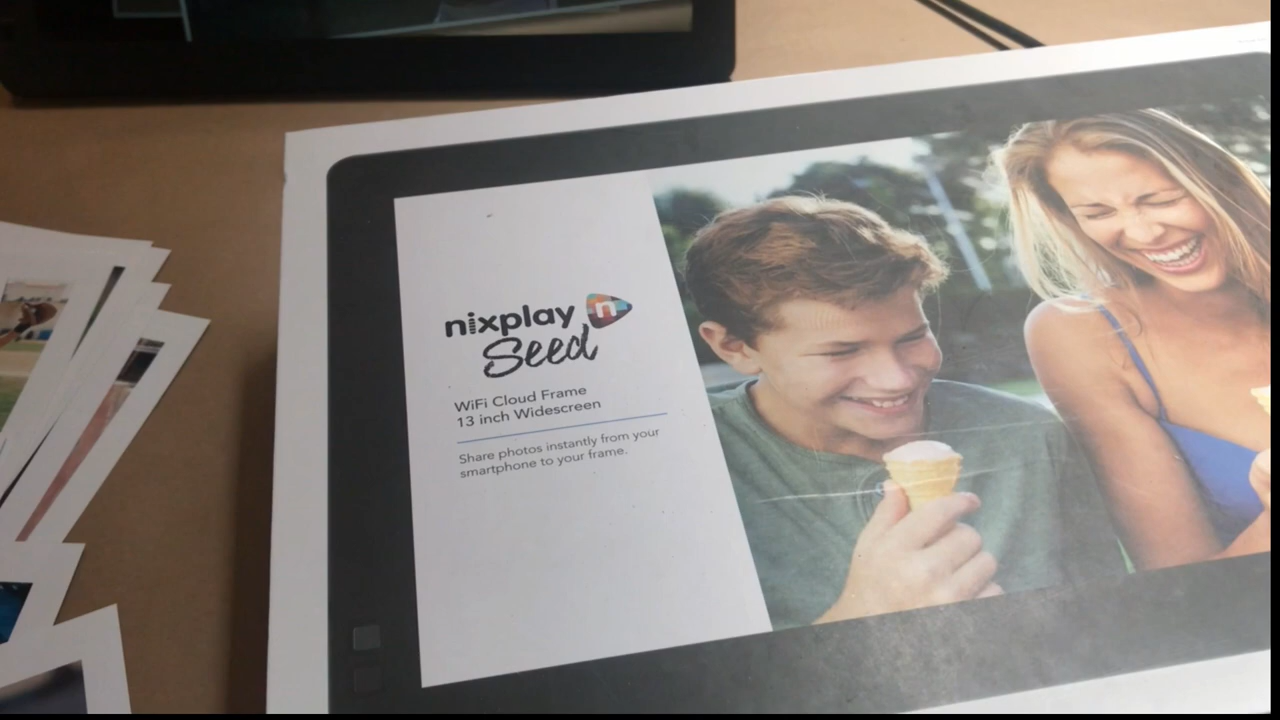 nixplay n
Seed
WiFi Cloud Frame
13 inch Widescreen
Share photos instantly from your
smartphone to your frame.